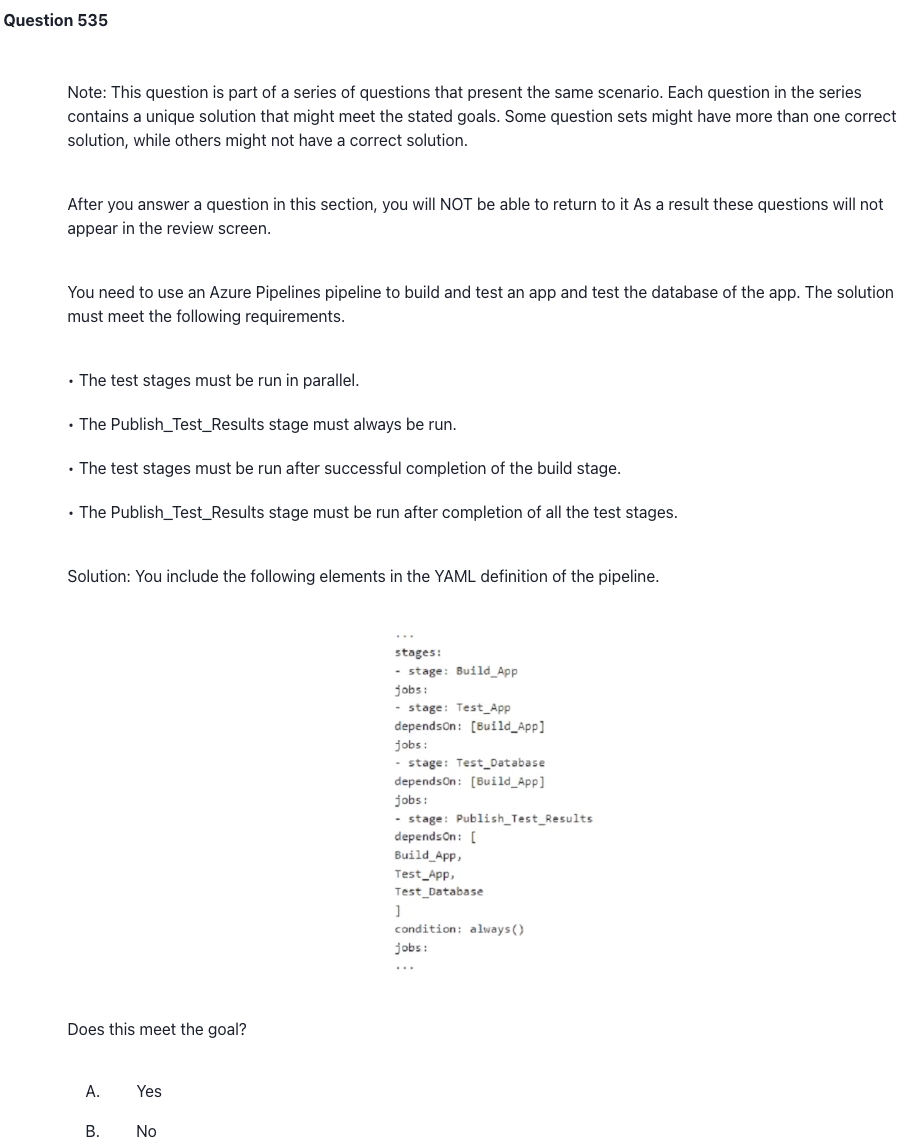 Question 535
Note: This question is part of a series of questions that present the same scenario. Each question in the series
contains a unique solution that might meet the stated goals. Some question sets might have more than one correct
solution, while others might not have a correct solution.
After you answer a question in this section, you will NOT be able to return to it As a result these questions will not
appear in the review screen.
You need to use an Azure Pipelines pipeline to build and test an app and test the database of the app. The solution
must meet the following requirements.
• The test stages must be run in parallel.
• The Publish_Test_Results stage must always be run.
• The test stages must be run after successful completion of the build stage.
• The Publish_Test_Results stage must be run after completion of all the test stages.
Solution: You include the following elements in the YAML definition of the pipeline.
...
stages:
- stage: Build_App
jobs:
- stage: Test_App
dependsOn: [Build_App]
jobs:
- stage: Test_Database
dependsOn: [Build_App]
jobs:
- stage: Publish_Test_Results
dependsOn: [
Build_App,
Test_App,
Test_Database
]
condition: always()
jobs:
...
Does this meet the goal?
A. Yes
B. No